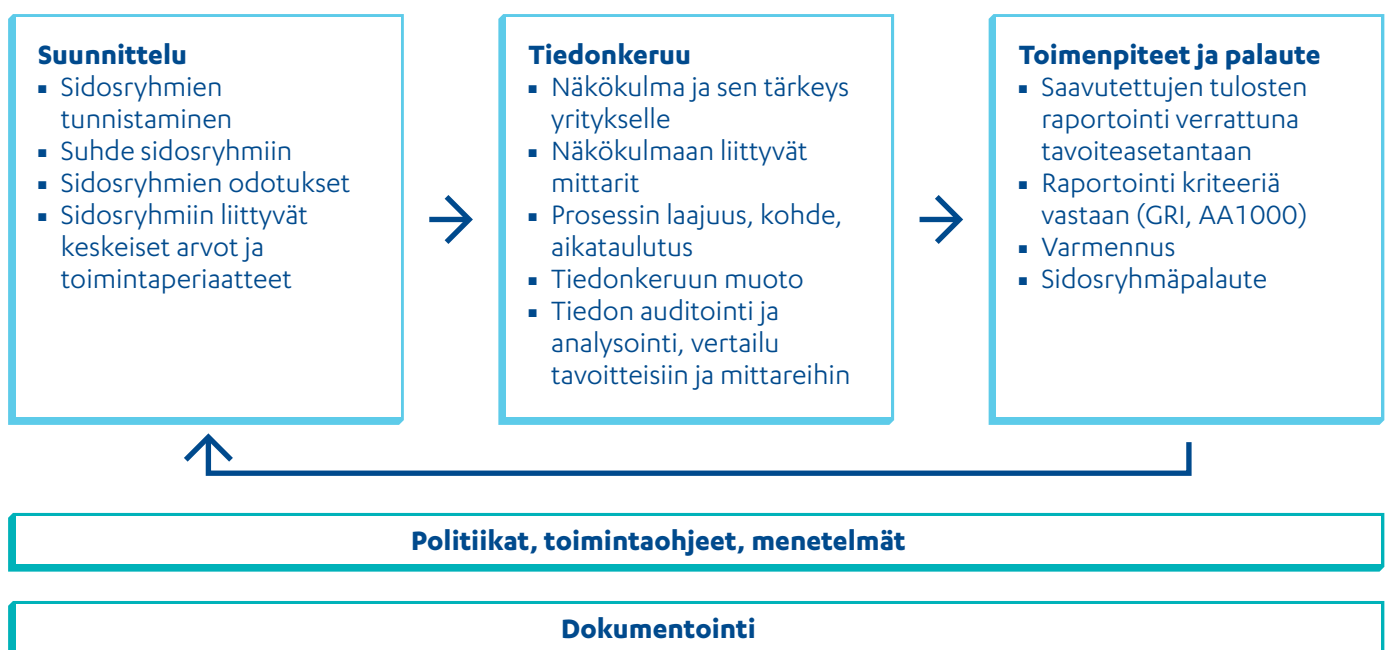 Suunnittelu
▪ Sidosryhmien
tunnistaminen
▪ Suhde sidosryhmiin
▪ Sidosryhmien odotukset
▪ Sidosryhmiin liittyvät
keskeiset arvot ja
toimintaperiaatteet
Tiedonkeruu
▪ Näkökulma ja sen tärkeys
yritykselle
▪ Näkökulmaan liittyvät
mittarit
▪ Prosessin laajuus, kohde,
aikataulutus
▪ Tiedonkeruun muoto
▪ Tiedon auditointi ja
analysointi, vertailu
tavoitteisiin ja mittareihin
Toimenpiteet ja palaute
▪ Saavutettujen tulosten
raportointi verrattuna
tavoiteasetantaan
▪ Raportointi kriteeriä
vastaan (GRI, AA1000)
▪ Varmennus
▪ Sidosryhmäpalaute
Politiikat, toimintaohjeet, menetelmät
Dokumentointi